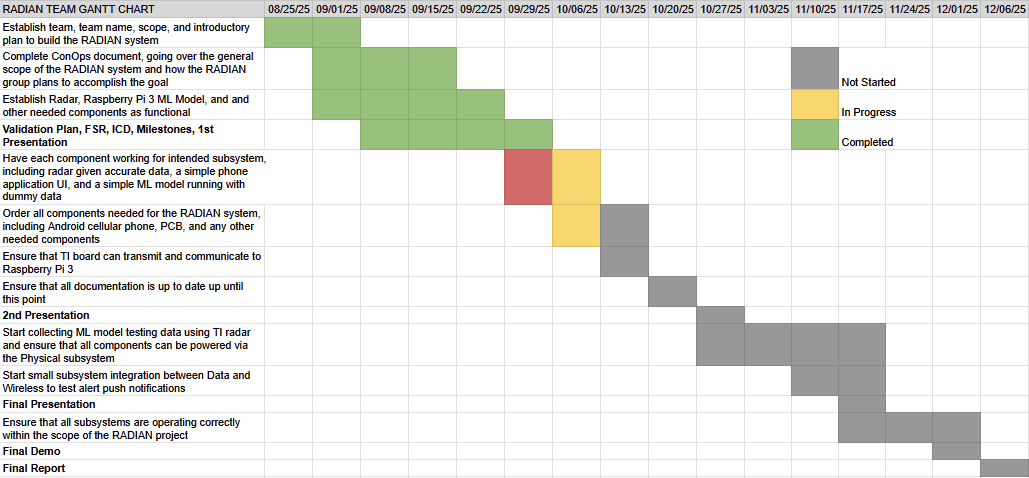 RADIAN TEAM GANTT CHART 08/25/25 09/01/25 09/08/25 09/15/25 09/22/25 09/29/25 10/06/25 10/13/25 10/20/25 10/27/25 11/03/25 11/10/25 11/17/25 11/24/25 12/01/25 12/06/25
Establish team, team name, scope, and introductory
plan to build the RADIAN system
Complete ConOps document, going over the general
scope of the RADIAN system and how the RADIAN
group plans to accomplish the goal
Not Started
Establish Radar, Raspberry Pi 3 ML Model, and and
other needed components as functional
In Progress
Validation Plan, FSR, ICD, Milestones, 1st
Presentation
Completed
Have each component working for intended subsystem,
including radar given accurate data, a simple phone
application UI, and a simple ML model running with
dummy data
Order all components needed for the RADIAN system,
including Android cellular phone, PCB, and any other
needed components
Ensure that TI board can transmit and communicate to
Raspberry Pi 3
Ensure that all documentation is up to date up until
this point
2nd Presentation
Start collecting ML model testing data using TI radar
and ensure that all components can be powered via
the Physical subsystem
Start small subsystem integration between Data and
Wireless to test alert push notifications
Final Presentation
Ensure that all subsystems are operating correctly
within the scope of the RADIAN project
Final Demo
Final Report